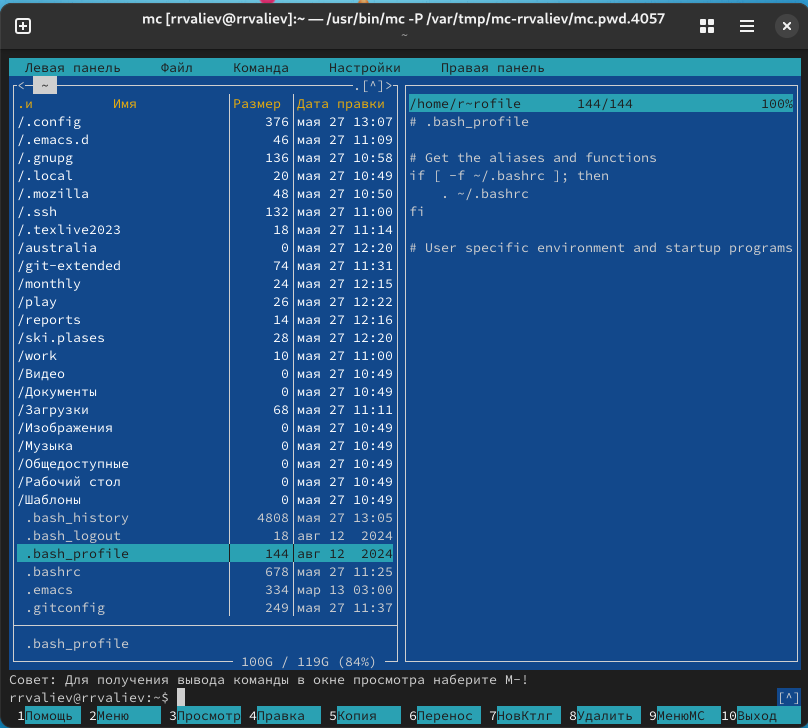 mc [rrvaliev@rrvaliev]:~ — /usr/bin/mc -P /var/tmp/mc-rrvaliev/mc.pwd.4057
~
Левая панель Файл Команда Настройки Правая панель
<─ ~ ─.[^]>
.и Имя Размер Дата правки
/.config 376 мая 27 13:07
/.emacs.d 46 мая 27 11:09
/.gnupg 136 мая 27 10:58
/.local 20 мая 27 10:49
/.mozilla 48 мая 27 10:50
/.ssh 132 мая 27 11:00
/.texlive2023 18 мая 27 11:14
/australia 0 мая 27 12:20
/git-extended 74 мая 27 11:31
/monthly 24 мая 27 12:15
/play 26 мая 27 12:22
/reports 14 мая 27 12:16
/ski.plases 28 мая 27 12:20
/work 10 мая 27 11:00
/Видео 0 мая 27 10:49
/Документы 0 мая 27 10:49
/Загрузки 68 мая 27 11:11
/Изображения 0 мая 27 10:49
/Музыка 0 мая 27 10:49
/Общедоступные 0 мая 27 10:49
/Рабочий стол 0 мая 27 10:49
/Шаблоны 0 мая 27 10:49
.bash_history 4808 мая 27 13:05
.bash_logout 18 авг 12 2024
.bash_profile 144 авг 12 2024
.bashrc 678 мая 27 11:25
.emacs 334 мар 13 03:00
.gitconfig 249 мая 27 11:37
.bash_profile
100G / 119G (84%)
/home/r~rofile 144/144 100%
# .bash_profile
# Get the aliases and functions
if [ -f ~/.bashrc ]; then
. ~/.bashrc
fi
# User specific environment and startup programs
Совет: Для получения вывода команды в окне просмотра наберите M-!
rrvaliev@rrvaliev:~$ [^]
1Помощь 2Меню 3Просмотр 4Правка 5Копия 6Перенос 7НовКтлг 8Удалить 9МенюMC 10Выход